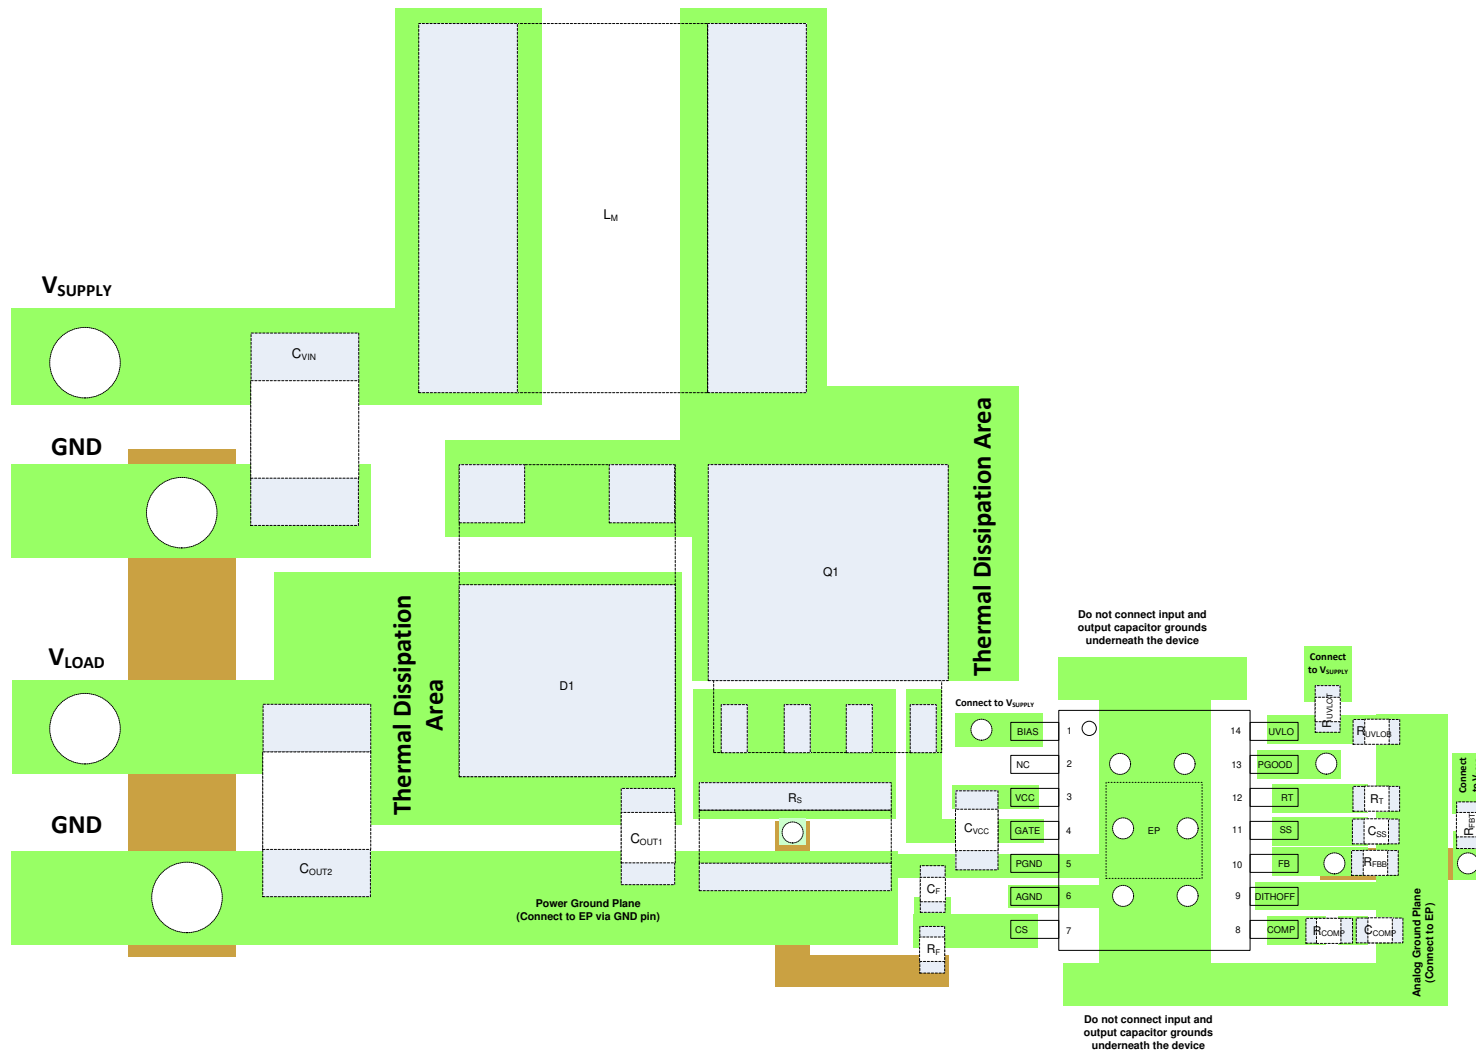 LM
VSUPPLY
CVIN
GND
Thermal Dissipation Area
Q1
Thermal Dissipation
Area
D1
VLOAD
GND
COUT2
COUT1
RS
Power Ground Plane
(Connect to EP via GND pin)
Do not connect input and
output capacitor grounds
underneath the device
Connect to VSUPPLY
Connect
to VSUPPLY
RUVLOT
RUVLOB
BIAS 1
NC 2
VCC 3
GATE 4
PGND 5
AGND 6
CS 7
EP
14 UVLO
13 PGOOD
12 RT
11 SS
10 FB
9 DITHOFF
8 COMP
CVCC
CF
RF
RT
CSS
RFBB
RCOMP
CCOMP
Connect
RFBT
Analog Ground Plane
(Connect to EP)
Do not connect input and
output capacitor grounds
underneath the device